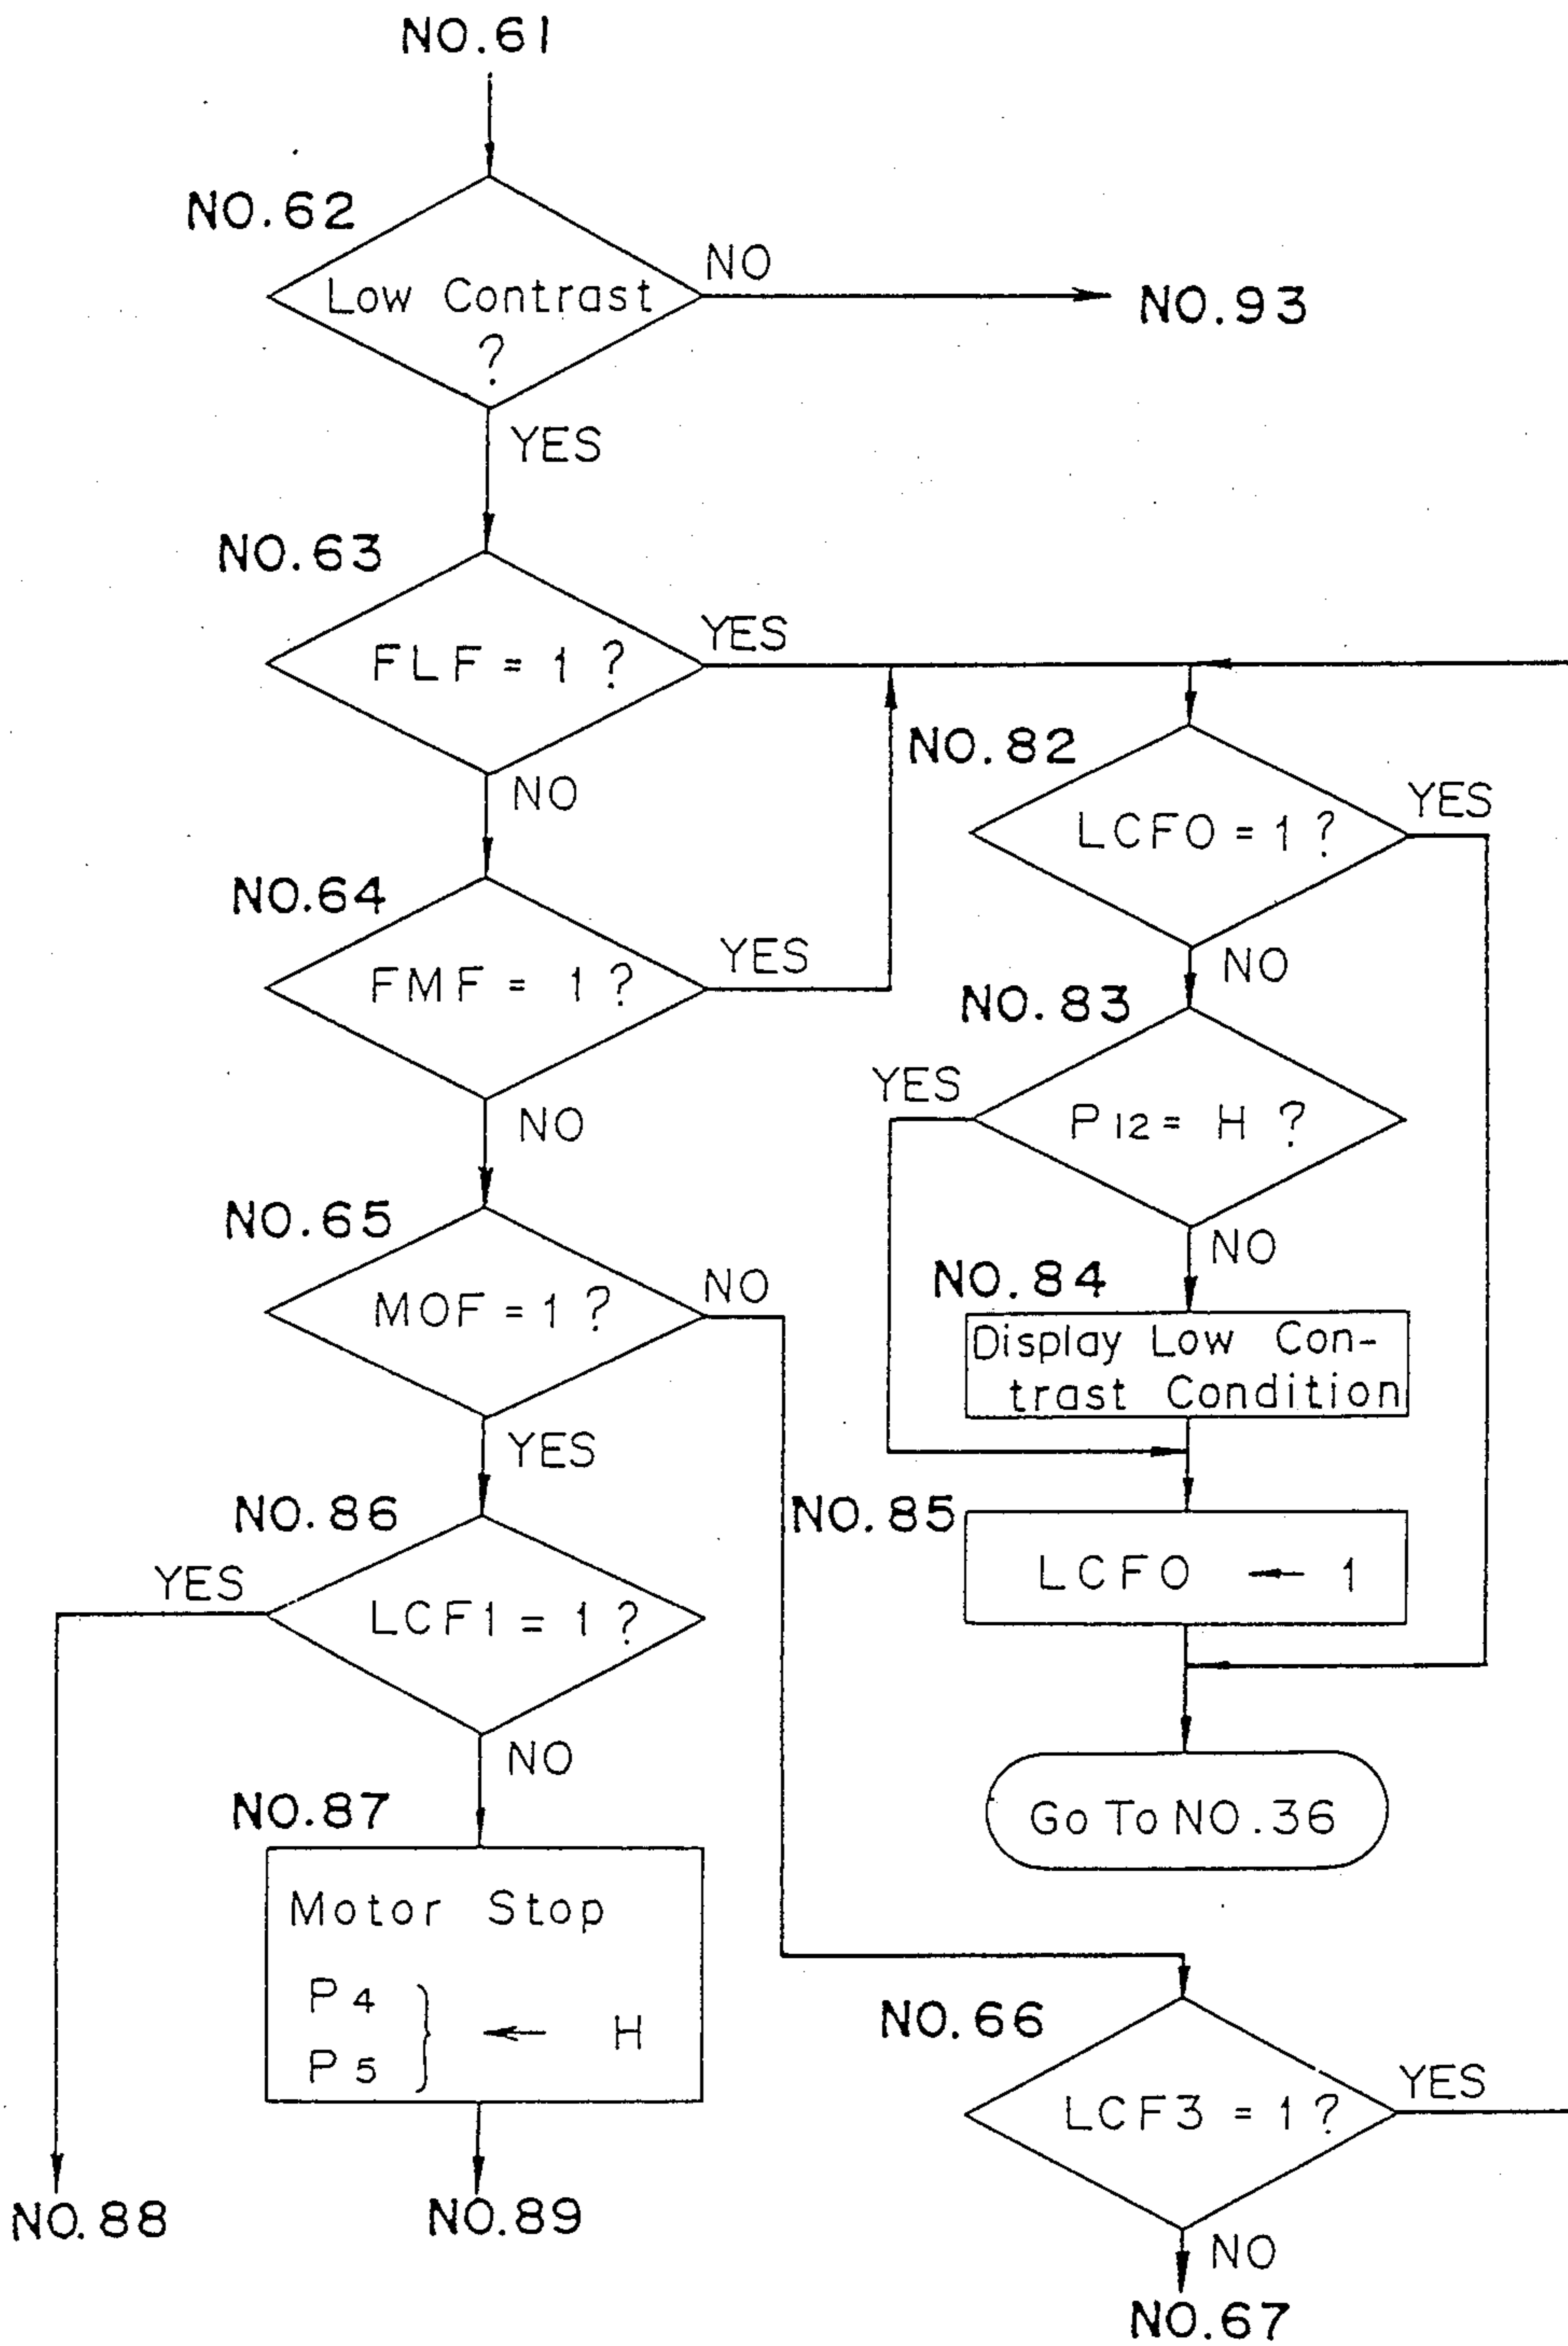 NO.61
NO.62
Low Contrast
?
NO
NO.93
YES
NO.63
FLF = 1 ?
YES
NO
NO.82
LCF0 = 1 ?
YES
NO
NO.64
FMF = 1 ?
YES
NO
NO.83
P12 = H ?
YES
NO
NO.65
MOF = 1 ?
NO
YES
NO.84
Display Low Con-
trast Condition
NO.85
LCF0 ← 1
NO.86
YES
LCF1 = 1 ?
NO
Go To NO.36
NO.87
Motor Stop
P4
P5
} ← H
NO.66
LCF3 = 1 ?
YES
NO
NO.88
NO.89
NO.67